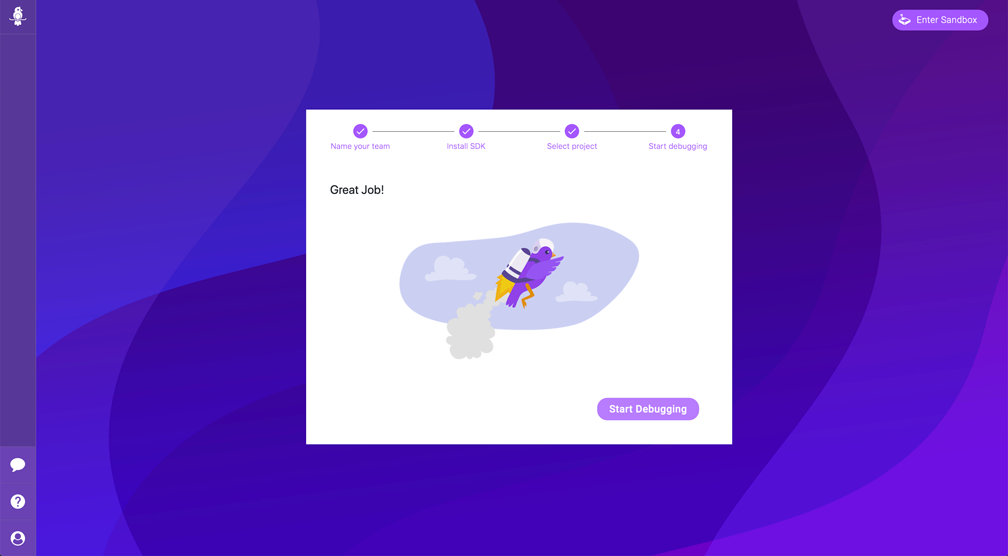 Enter Sandbox
4
Name your team
Install SDK
Select project
Start debugging
Great Job!
Start Debugging
?